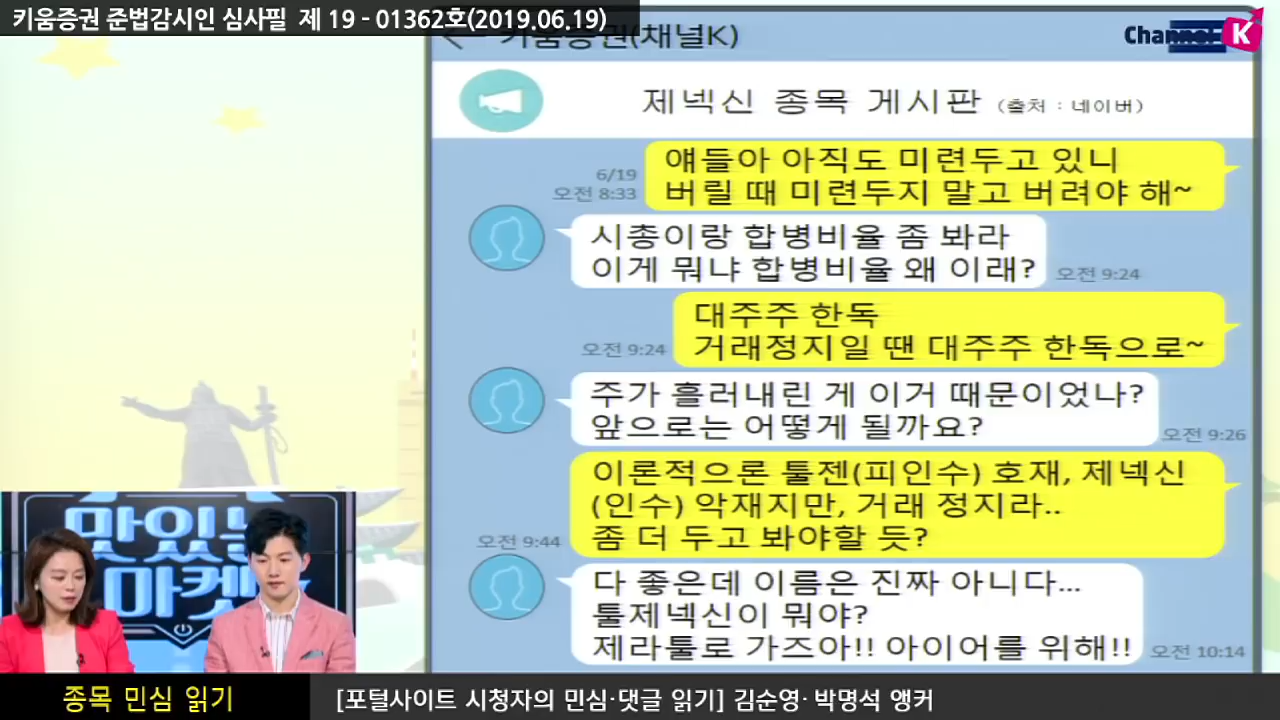 키움증권 준법감시인 심사필 제 19 - 01362호(2019.06.19)
키움증권(채널K)
Channel K
제넥신 종목 게시판 (출처 : 네이버)
얘들아 아직도 미련두고 있니
버릴 때 미련두지 말고 버려야 해~
6/19
오전 8:33
시총이랑 합병비율 좀 봐라
이게 뭐냐 합병비율 왜 이래?
오전 9:24
대주주 한독
거래정지일 땐 대주주 한독으로~
오전 9:24
주가 흘러내린 게 이거 때문이었나?
앞으로는 어떻게 될까요?
오전 9:26
이론적으론 툴젠(피인수) 호재, 제넥신
(인수) 악재지만, 거래 정지라..
좀 더 두고 봐야할 듯?
오전 9:44
다 좋은데 이름은 진짜 아니다...
툴제넥신이 뭐야?
제라툴로 가즈아!! 아이어를 위해!!
오전 10:14
맛있는
마켓
종목 민심 읽기
[포털사이트 시청자의 민심·댓글 읽기] 김순영·박명석 앵커